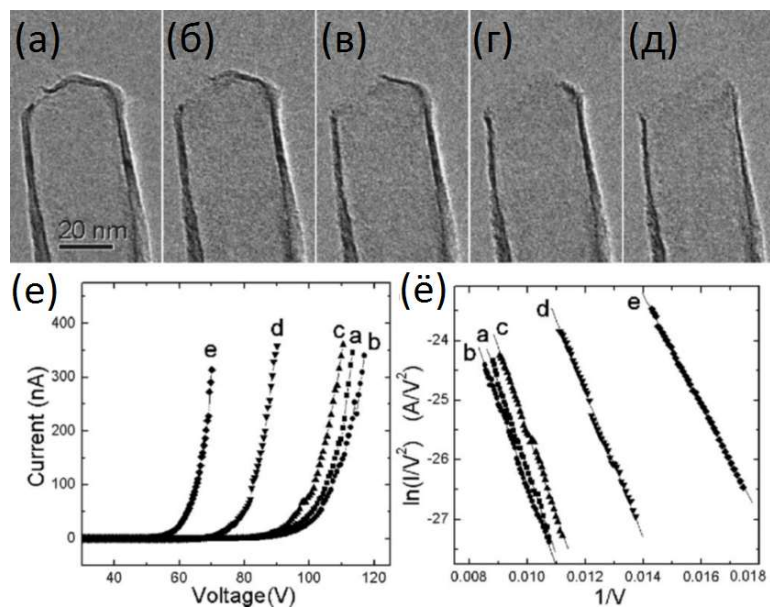 (а) (б) (в) (г) (д)
20 nm
(е)
Current (nA)
400
300
200
100
0
e d c a b
40 60 80 100 120
Voltage(V)
(ё)
ln(I/V²) (A/V²)
-24
-25
-26
-27
b a c d e
0.008 0.010 0.012 0.014 0.016 0.018
1/V